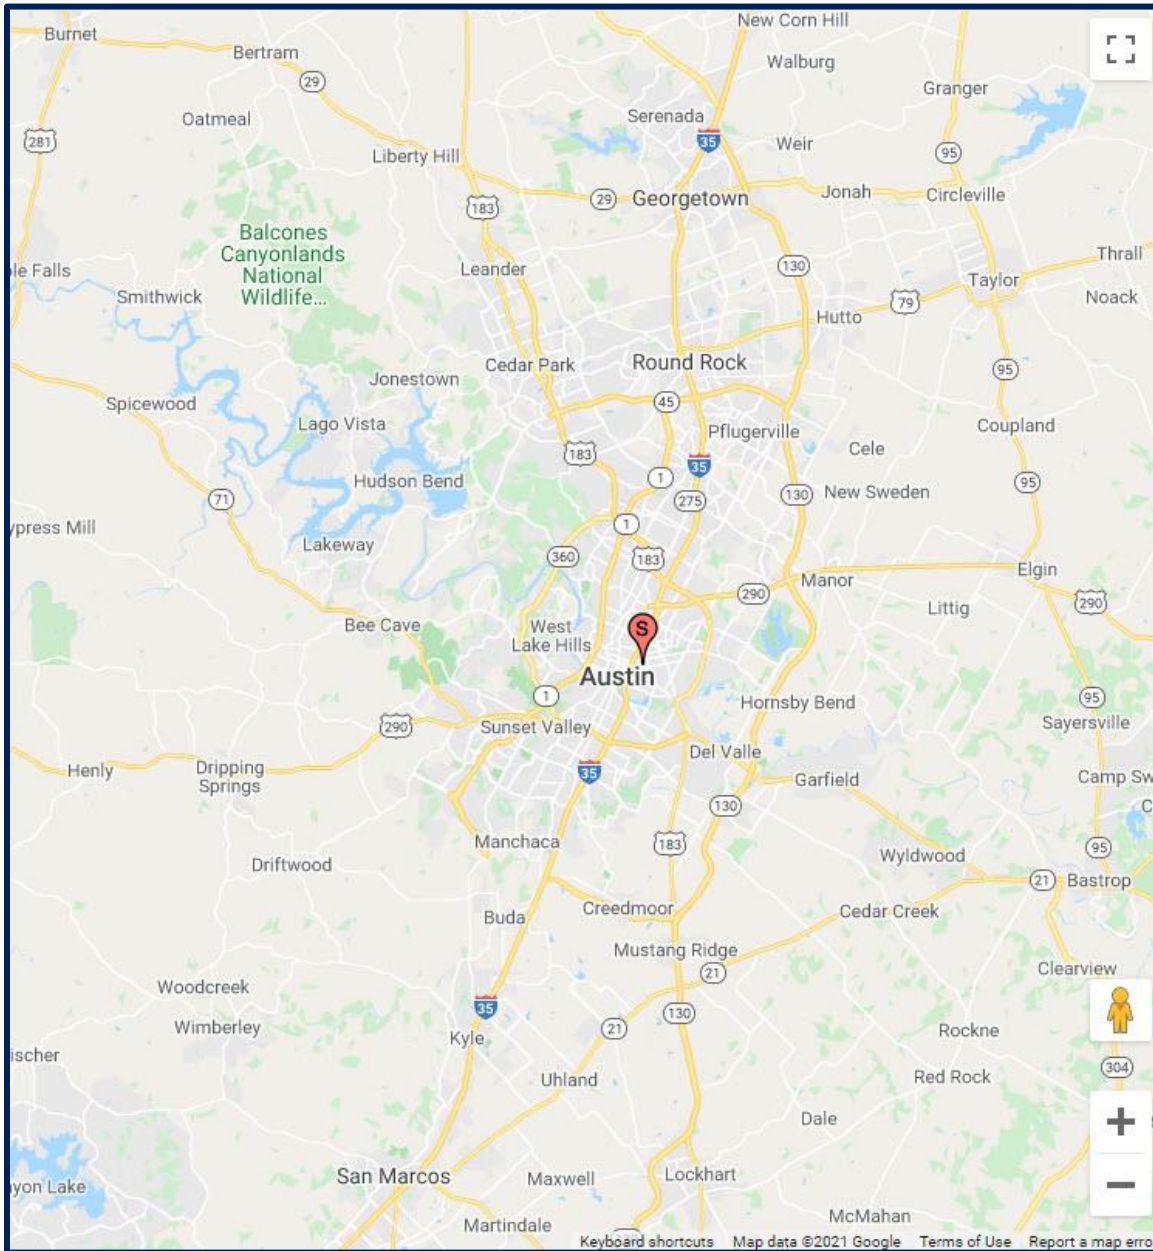 New Corn Hill
Burnet
Bertram
Walburg
29
Granger
Oatmeal
Serenada
281
35
Weir
95
Liberty Hill
29
Georgetown
Jonah
Circleville
183
Balcones
Canyonlands
National
Wildlife...
ble Falls
Leander
130
Thrall
Taylor
Smithwick
79
Noack
Hutto
Cedar Park
Round Rock
95
Jonestown
Spicewood
45
Lago Vista
Pflugerville
Coupland
183
35
Cele
Hudson Bend
1
95
71
275
130
New Sweden
ypress Mill
1
Lakeway
360
183
Elgin
Manor
290
290
Littig
Bee Cave
West
Lake Hills
S
Austin
1
95
Hornsby Bend
290
Sunset Valley
Sayersville
Del Valle
Henly
Dripping
Springs
35
Garfield
Camp Sw
130
C
Manchaca
183
95
Driftwood
Wyldwood
21
Bastrop
Buda
Creedmoor
Cedar Creek
Mustang Ridge
21
Clearview
Woodcreek
35
130
Wimberley
21
Kyle
Rockne
ischer
304
Uhland
Red Rock
Dale
San Marcos
Maxwell
Lockhart
nyon Lake
Martindale
McMahan
130
Keyboard shortcuts Map data ©2021 Google Terms of Use Report a map erro